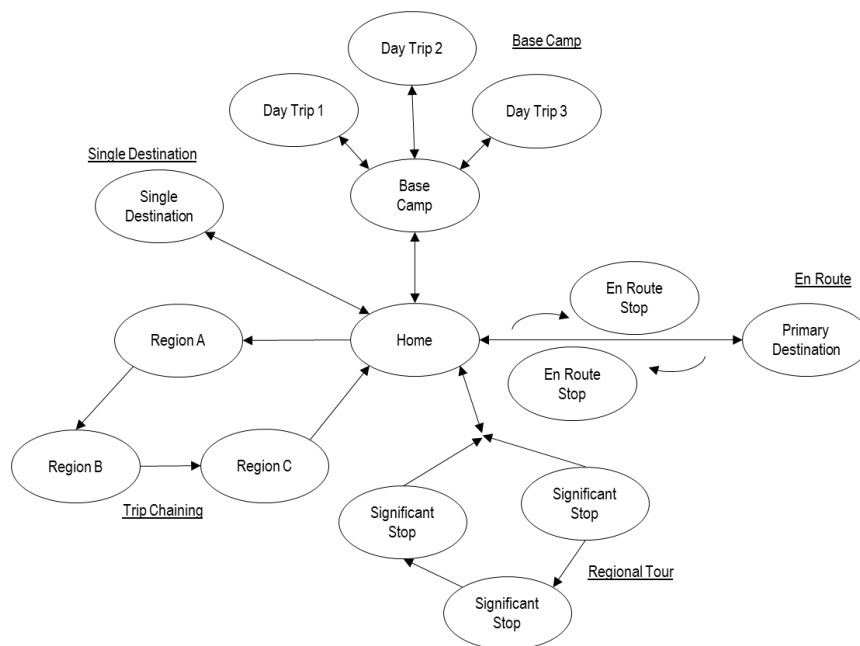 Day Trip 2
Base Camp
Day Trip 1
Day Trip 3
Single Destination
Base
Camp
Single
Destination
En Route
En Route
Stop
Region A
Home
Primary
Destination
En Route
Stop
Region B
Region C
Significant
Stop
Significant
Stop
Trip Chaining
Regional Tour
Significant
Stop